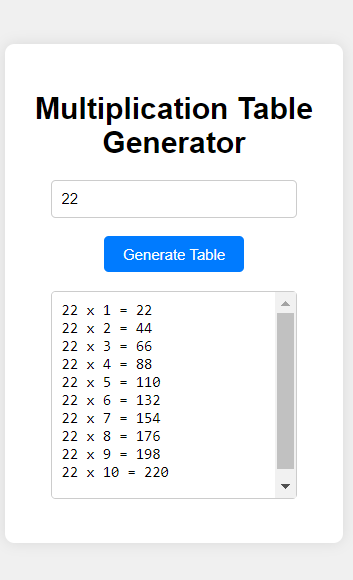 Multiplication Table
Generator
22
Generate Table
22 x 1 = 22
22 x 2 = 44
22 x 3 = 66
22 x 4 = 88
22 x 5 = 110
22 x 6 = 132
22 x 7 = 154
22 x 8 = 176
22 x 9 = 198
22 x 10 = 220